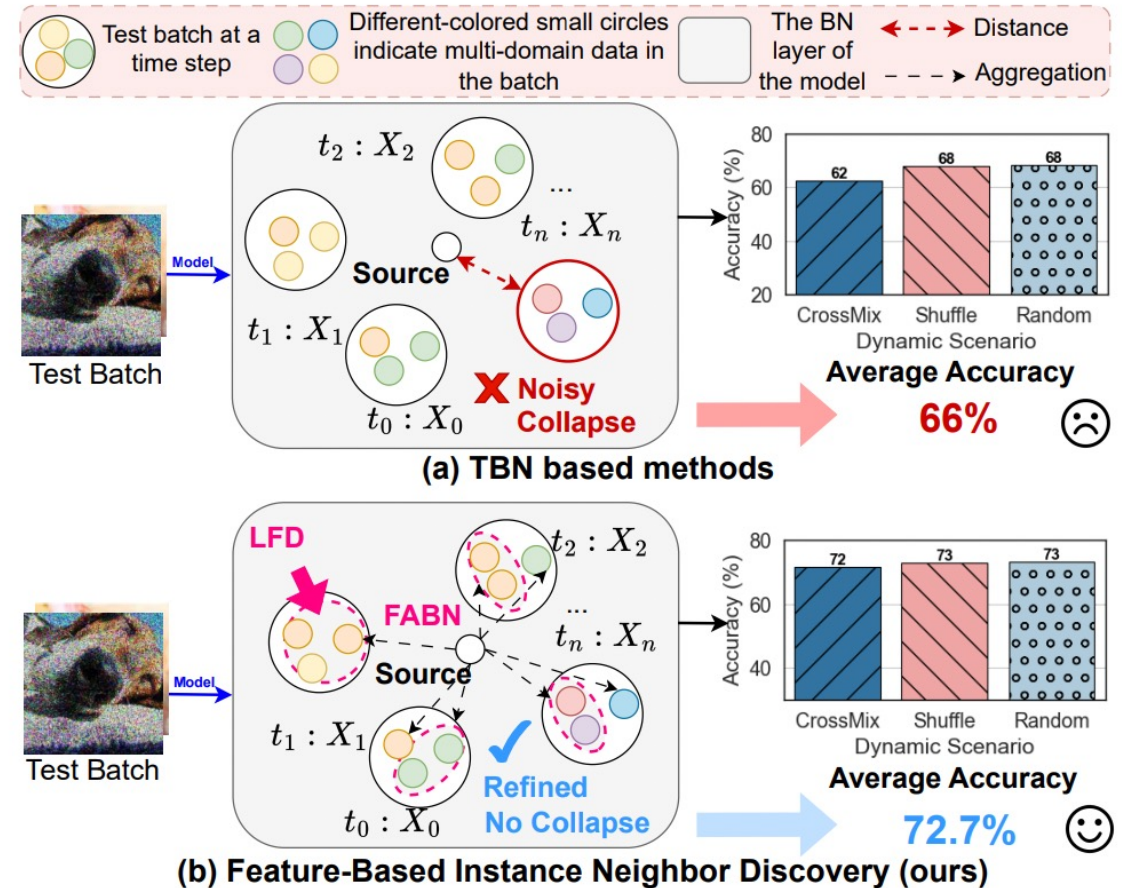 Test batch at a
time step
Different-colored small circles
indicate multi-domain data in
the batch
The BN
layer of
the model
Distance
Aggregation
t₂ : X₂
...
tₙ : Xₙ
Source
t₁ : X₁
t₀ : X₀
X Noisy
Collapse
Model
Test Batch
Accuracy (%)
80
60
40
20
62
68
68
CrossMix
Shuffle
Random
Dynamic Scenario
Average Accuracy
66%
(a) TBN based methods
LFD
FABN
t₂ : X₂
...
tₙ : Xₙ
Source
t₁ : X₁
t₀ : X₀
Refined
No Collapse
Model
Test Batch
Accuracy (%)
80
60
40
72
73
73
CrossMix
Shuffle
Random
Dynamic Scenario
Average Accuracy
72.7%
(b) Feature-Based Instance Neighbor Discovery (ours)